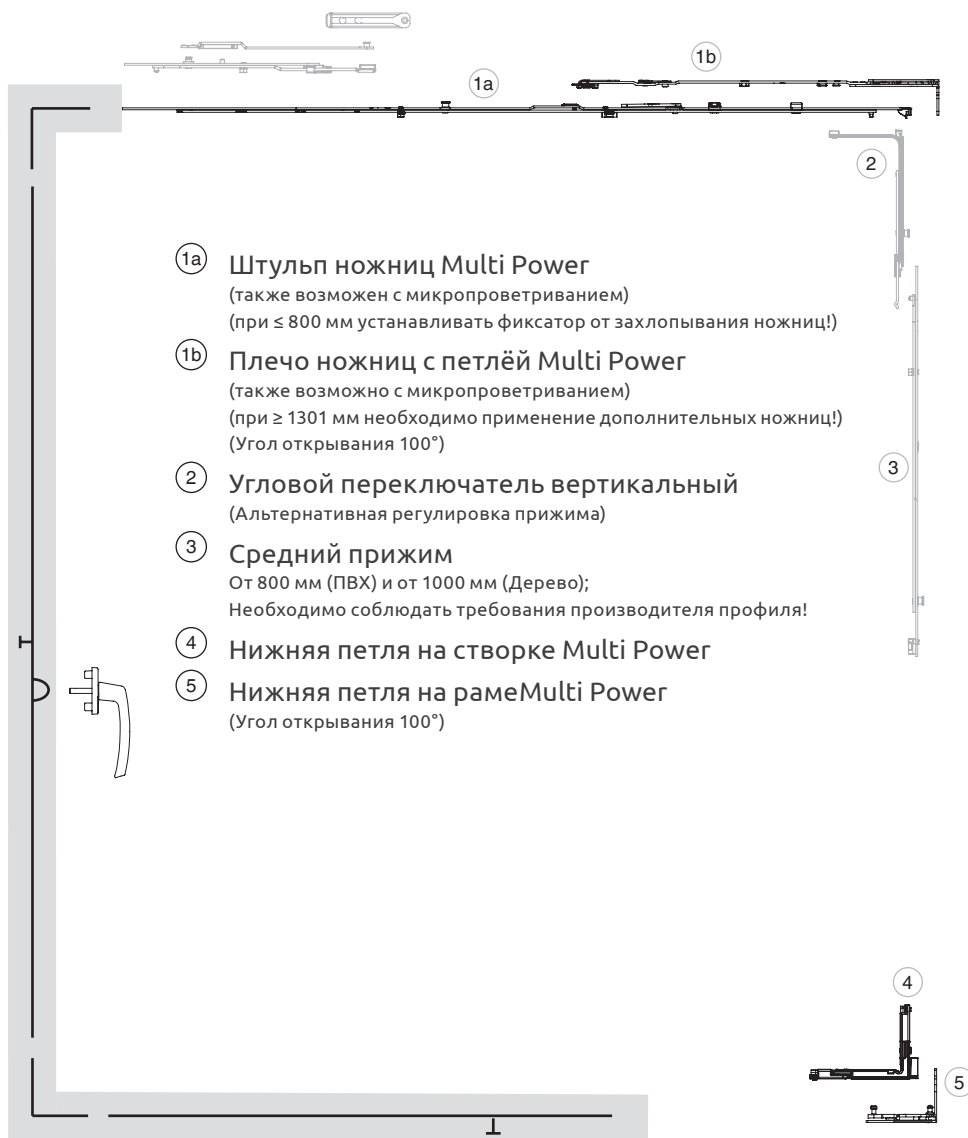 1b
1a
2
1a Штульп ножниц Multi Power
(также возможен с микропроветриванием)
(при ≤ 800 мм устанавливать фиксатор от захлопывания ножниц!)
1b Плечо ножниц с петлёй Multi Power
(также возможно с микропроветриванием)
(при ≥ 1301 мм необходимо применение дополнительных ножниц!)
(Угол открывания 100°)
3
2 Угловой переключатель вертикальный
(Альтернативная регулировка прижима)
3 Средний прижим
От 800 мм (ПВХ) и от 1000 мм (Дерево);
Необходимо соблюдать требования производителя профиля!
4 Нижняя петля на створке Multi Power
5 Нижняя петля на рамеMulti Power
(Угол открывания 100°)
4
5